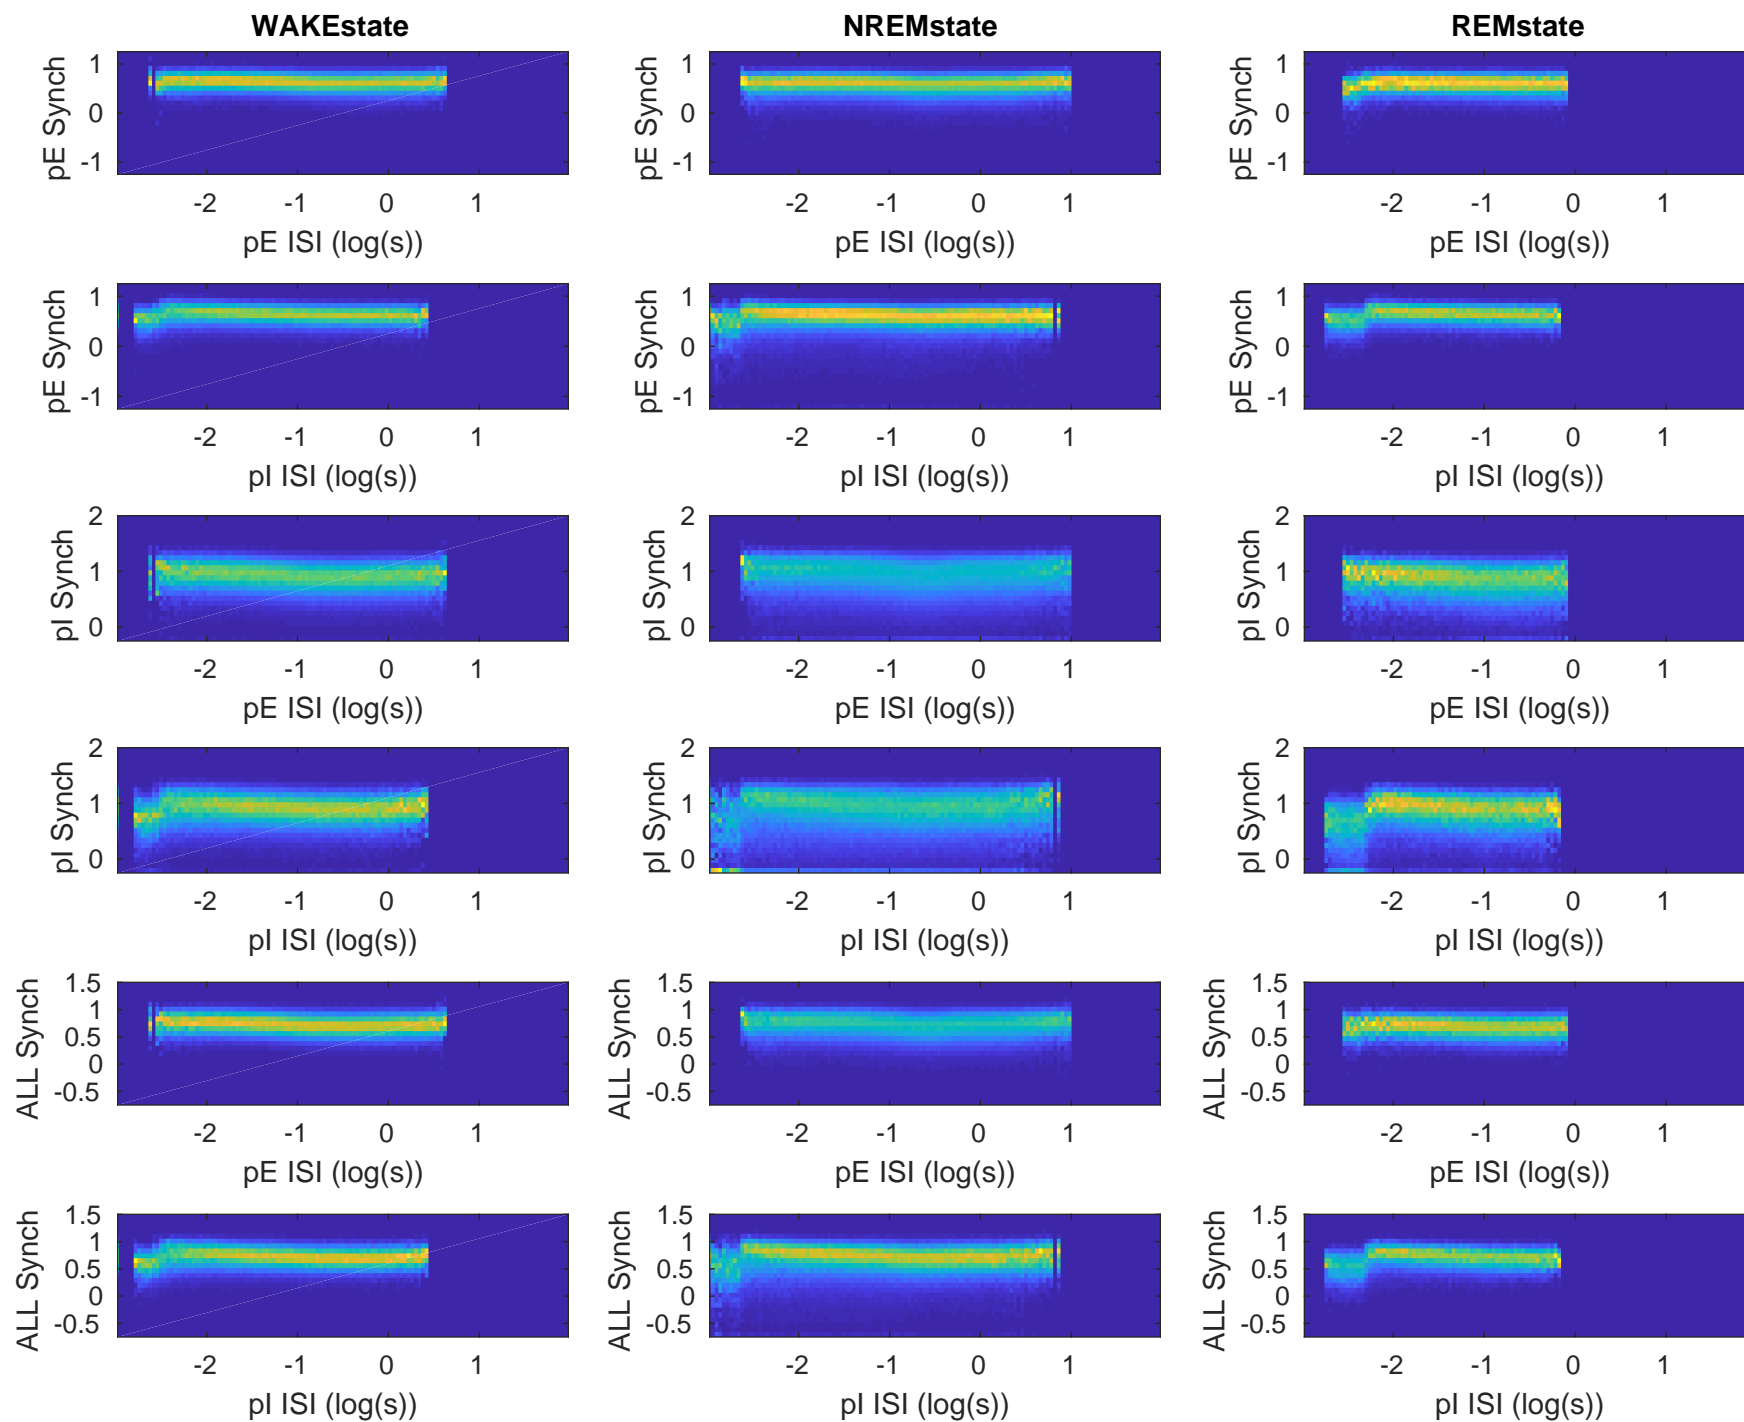 WAKEstate NREMstate REMstate
1 1 1
pE Synch 0 pE Synch 0 pE Synch 0
-1 -1 -1
-2 -1 0 1 -2 -1 0 1 -2 -1 0 1
pE ISI (log(s)) pE ISI (log(s)) pE ISI (log(s))
1 1 1
pE Synch 0 pE Synch 0 pE Synch 0
-1 -1 -1
-2 -1 0 1 -2 -1 0 1 -2 -1 0 1
pI ISI (log(s)) pI ISI (log(s)) pI ISI (log(s))
2 2 2
pI Synch 1 pI Synch 1 pI Synch 1
0 0 0
-2 -1 0 1 -2 -1 0 1 -2 -1 0 1
pE ISI (log(s)) pE ISI (log(s)) pE ISI (log(s))
2 2 2
pI Synch 1 pI Synch 1 pI Synch 1
0 0 0
-2 -1 0 1 -2 -1 0 1 -2 -1 0 1
pI ISI (log(s)) pI ISI (log(s)) pI ISI (log(s))
1.5 1.5 1.5
1 1 1
ALL Synch 0.5 ALL Synch 0.5 ALL Synch 0.5
0 0 0
-0.5 -0.5 -0.5
-2 -1 0 1 -2 -1 0 1 -2 -1 0 1
pE ISI (log(s)) pE ISI (log(s)) pE ISI (log(s))
1.5 1.5 1.5
1 1 1
ALL Synch 0.5 ALL Synch 0.5 ALL Synch 0.5
0 0 0
-0.5 -0.5 -0.5
-2 -1 0 1 -2 -1 0 1 -2 -1 0 1
pI ISI (log(s)) pI ISI (log(s)) pI ISI (log(s))